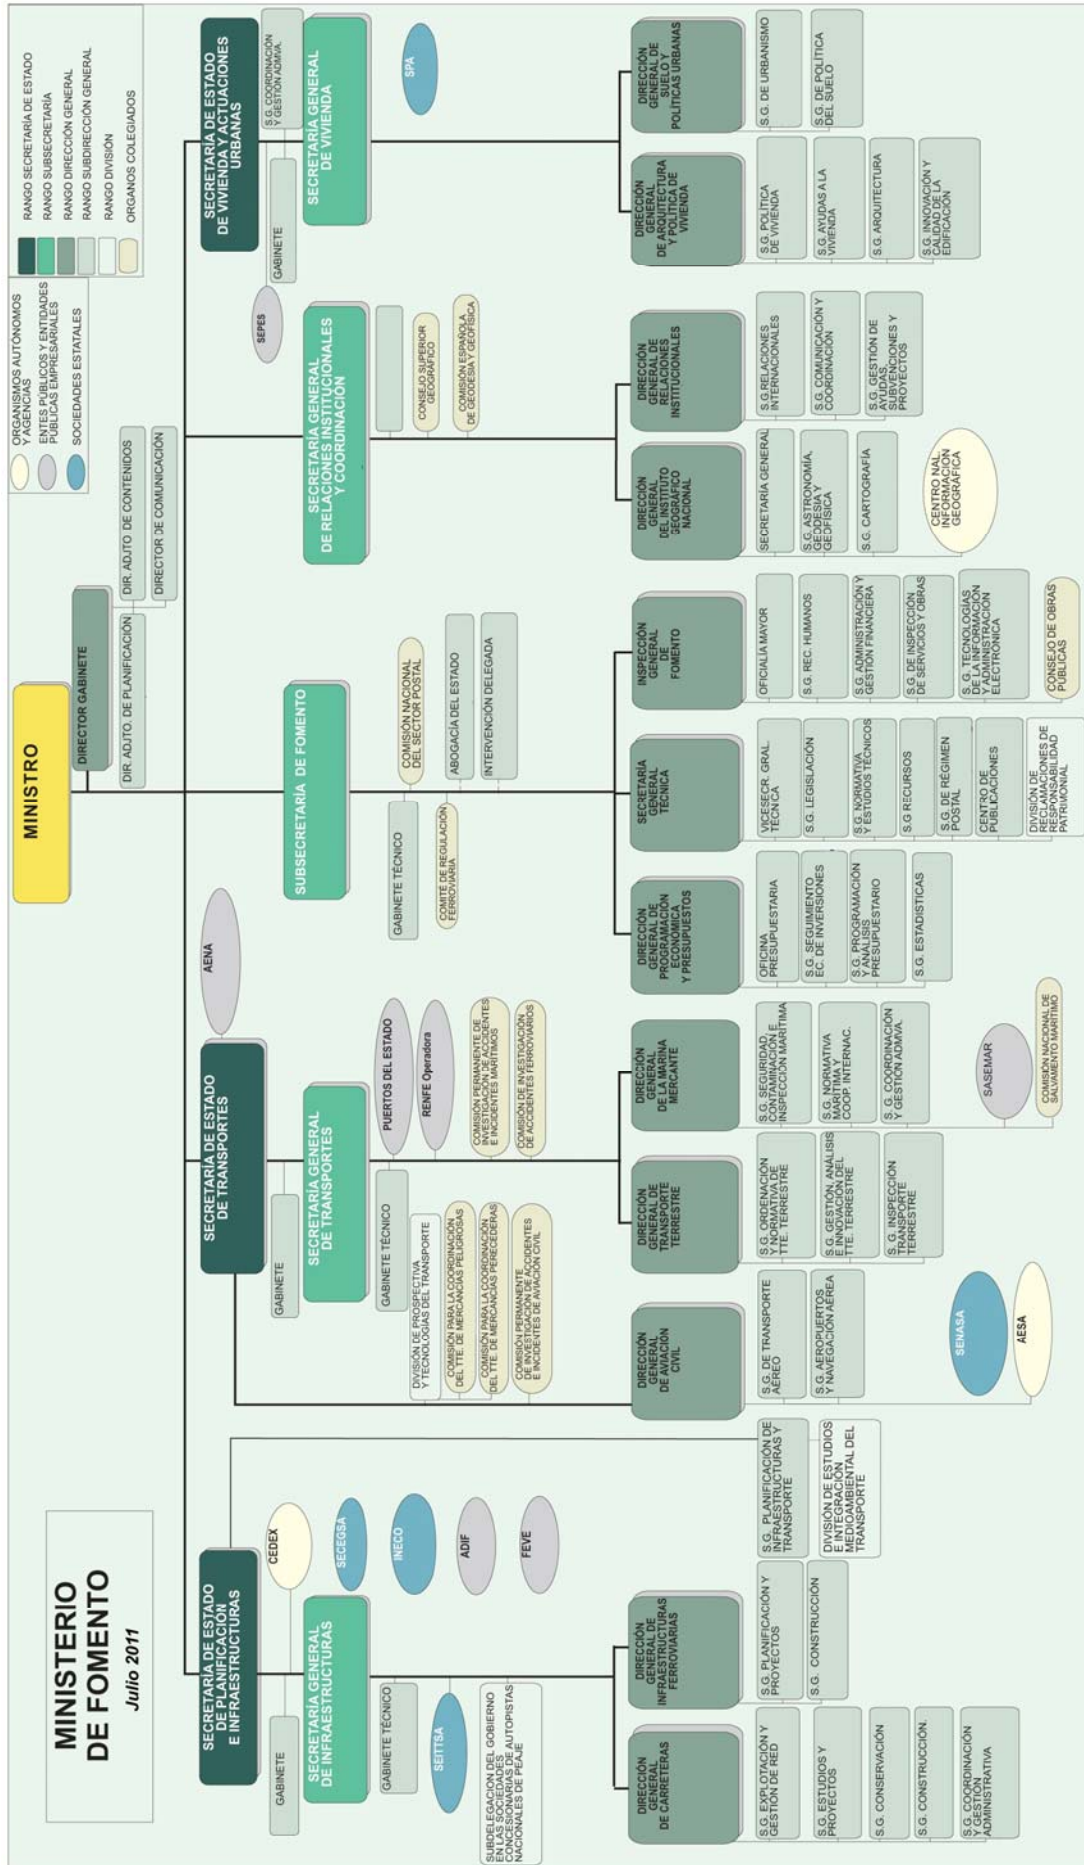 MINISTERIO
DE FOMENTO
Julio 2011
MINISTRO
DIRECTOR GABINETE
DIR. ADJTO. DE PLANIFICACIÓN
DIR. ADJTO DE CONTENIDOS
DIRECTOR DE COMUNICACIÓN
ORGANISMOS AUTÓNOMOS
Y AGENCIAS
ENTES PÚBLICOS Y ENTIDADES
PÚBLICAS EMPRESARIALES
SOCIEDADES ESTATALES
RANGO SECRETARÍA DE ESTADO
RANGO SUBSECRETARÍA
RANGO DIRECCIÓN GENERAL
RANGO SUBDIRECCIÓN GENERAL
RANGO DIVISIÓN
ORGANOS COLEGIADOS
SECRETARÍA DE ESTADO
DE PLANIFICACIÓN
E INFRAESTRUCTURAS
GABINETE
CEDEX
SECRETARÍA GENERAL
DE INFRAESTRUCTURAS
SECEGSA
INECO
ADIF
FEVE
GABINETE TÉCNICO
SEITTSA
SUBDELEGACION DEL GOBIERNO
EN LAS SOCIEDADES
CONCESIONARIAS DE AUTOPISTAS
NACIONALES DE PEAJE
DIRECCIÓN
GENERAL
DE CARRETERAS
S.G. EXPLOTACIÓN Y
GESTIÓN DE RED
S.G. ESTUDIOS Y
PROYECTOS
S.G. CONSERVACIÓN
S.G. CONSTRUCCIÓN.
S.G. COORDINACIÓN
Y GESTIÓN
ADMINISTRATIVA
DIRECCIÓN
GENERAL DE
INFRAESTRUCTURAS
FERROVIARIAS
S.G. PLANIFICACIÓN Y
PROYECTOS
S.G. CONSTRUCCIÓN
S.G. PLANIFICACIÓN DE
INFRAESTRUCTURAS Y
TRANSPORTE
DIVISIÓN DE ESTUDIOS
E INTEGRACIÓN
MEDIOAMBIENTAL DEL
TRANSPORTE
SECRETARÍA DE ESTADO
DE TRANSPORTES
AENA
GABINETE
SECRETARÍA GENERAL
DE TRANSPORTES
GABINETE TÉCNICO
DIVISIÓN DE PROSPECTIVA
Y TECNOLOGÍAS DEL TRANSPORTE
COMISIÓN PARA LA COORDINACIÓN
DEL TTE. DE MERCANCÍAS PELIGROSAS
COMISIÓN PARA LA COORDINACIÓN
DEL TTE. DE MERCANCÍAS PERECEDERAS
COMISIÓN PERMANENTE
DE INVESTIGACIÓN DE ACCIDENTES
E INCIDENTES DE AVIACIÓN CIVIL
PUERTOS DEL ESTADO
RENFE Operadora
COMISIÓN PERMANENTE DE
INVESTIGACIÓN DE ACCIDENTES
E INCIDENTES MARÍTIMOS
COMISIÓN DE INVESTIGACIÓN
DE ACCIDENTES FERROVIARIOS
DIRECCIÓN
GENERAL
DE AVIACIÓN
CIVIL
S.G. DE TRANSPORTE
AÉREO
S.G. AEROPUERTOS
Y NAVEGACIÓN AÉREA
SENASA
AESA
DIRECCIÓN
GENERAL DE
TRANSPORTE
TERRESTRE
S.G. ORDENACIÓN
Y NORMATIVA DE
TTE. TERRESTRE
S.G. GESTIÓN, ANÁLISIS
E INNOVACIÓN DEL
TTE. TERRESTRE
S.G. INSPECCIÓN
TRANSPORTE
TERRESTRE
DIRECCIÓN
GENERAL
DE LA MARINA
MERCANTE
S.G. SEGURIDAD,
CONTAMINACIÓN E
INSPECCIÓN MARÍTIMA
S.G. NORMATIVA
MARÍTIMA Y
COOP. INTERNAC.
S.G. COORDINACIÓN
Y GESTIÓN ADMVA.
SASEMAR
COMISIÓN NACIONAL DE
SALVAMENTO MARÍTIMO
SUBSECRETARÍA DE FOMENTO
GABINETE TÉCNICO
COMITÉ DE REGULACIÓN
FERROVIARIA
COMISIÓN NACIONAL
DEL SECTOR POSTAL
ABOGACÍA DEL ESTADO
INTERVENCIÓN DELEGADA
DIRECCIÓN
GENERAL DE
PROGRAMACIÓN
ECONÓMICA
Y PRESUPUESTOS
OFICINA
PRESUPUESTARIA
S.G. SEGUIMIENTO
EC. DE INVERSIONES
S.G. PROGRAMACIÓN
Y ANÁLISIS
PRESUPUESTARIO
S.G. ESTADISTICAS
SECRETARÍA
GENERAL
TÉCNICA
VICESECR. GRAL.
TÉCNICA
S.G. LEGISLACIÓN
S.G. NORMATIVA
Y ESTUDIOS TÉCNICOS
S.G RECURSOS
S.G. DE RÉGIMEN
POSTAL
CENTRO DE
PUBLICACIONES
DIVISIÓN DE
RECLAMACIONES DE
RESPONSABILIDAD
PATRIMONIAL
INSPECCIÓN
GENERAL
DE
FOMENTO
OFICIALÍA MAYOR
S.G. REC. HUMANOS
S.G. ADMINISTRACIÓN Y
GESTIÓN FINANCIERA
S.G. DE INSPECCIÓN
DE SERVICIOS Y OBRAS
S.G. TECNOLOGÍAS
DE LA INFORMACIÓN
Y ADMINISTRACIÓN
ELECTRÓNICA
CONSEJO DE OBRAS
PÚBLICAS
SECRETARÍA GENERAL
DE RELACIONES INSTITUCIONALES
Y COORDINACIÓN
CONSEJO SUPERIOR
GEOGRÁFICO
COMISIÓN ESPAÑOLA
DE GEODESIA Y GEOFÍSICA
DIRECCIÓN
GENERAL
DEL INSTITUTO
GEOGRÁFICO
NACIONAL
SECRETARÍA GENERAL
S.G. ASTRONOMÍA,
GEODESIA Y
GEOFÍSICA
S.G. CARTOGRAFÍA
CENTRO NAL.
INFORMACIÓN
GEOGRÁFICA
DIRECCIÓN
GENERAL DE
RELACIONES
INSTITUCIONALES
S.G.RELACIONES
INTERNACIONALES
S.G. COMUNICACIÓN Y
COORDINACIÓN
S.G. GESTIÓN DE
AYUDAS,
SUBVENCIONES Y
PROYECTOS
SECRETARÍA DE ESTADO
DE VIVIENDA Y ACTUACIONES
URBANAS
SEPES
GABINETE
S.G. COORDINACIÓN
Y GESTIÓN ADMVA.
SECRETARÍA GENERAL
DE VIVIENDA
SPA
DIRECCIÓN
GENERAL
DE ARQUITECTURA
Y POLÍTICA DE
VIVIENDA
S.G. POLÍTICA
DE VIVIENDA
S.G. AYUDAS A LA
VIVIENDA
S.G. ARQUITECTURA
S.G. INNOVACIÓN Y
CALIDAD DE LA
EDIFICACIÓN
DIRECCIÓN
GENERAL DE
SUELO Y
POLÍTICAS URBANAS
S.G. DE URBANISMO
S.G. DE POLÍTICA
DEL SUELO